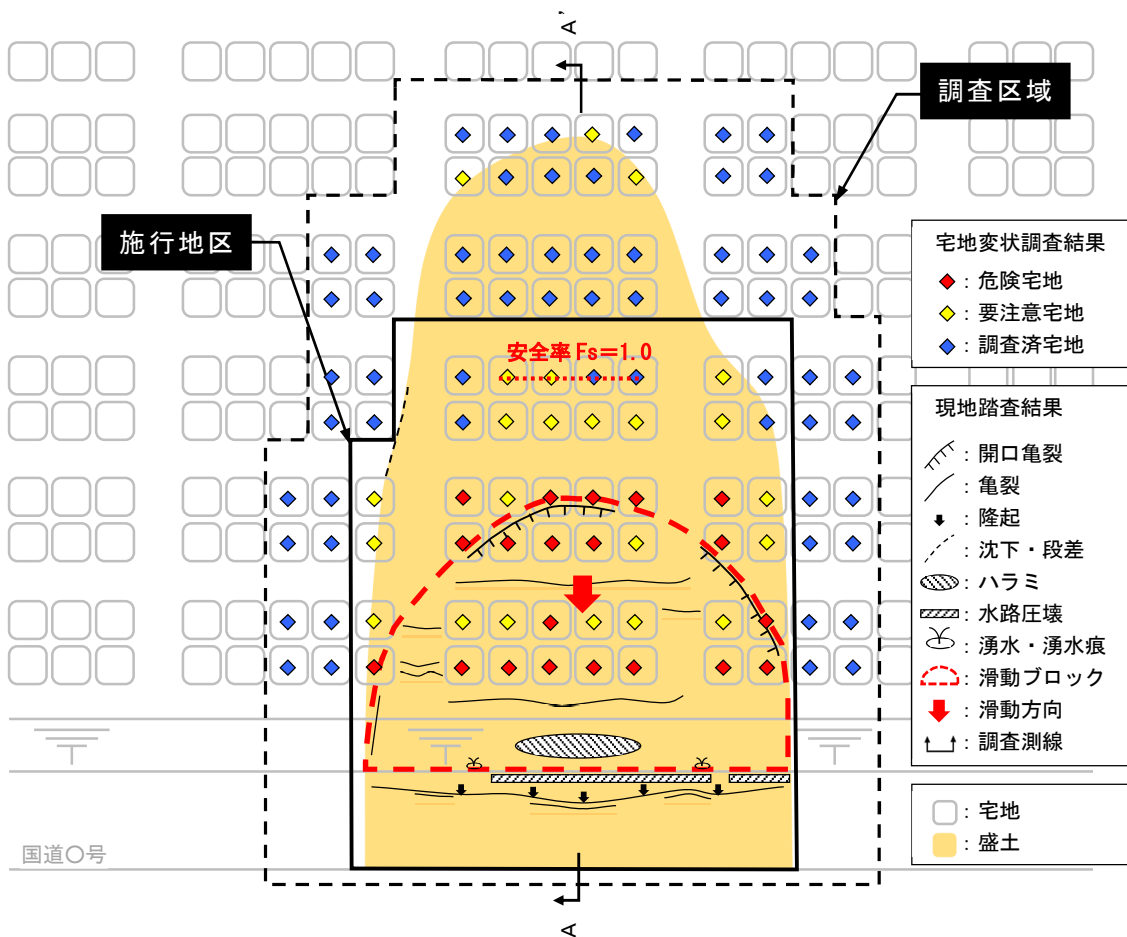 A
調査区域
施行地区
宅地変状調査結果
：危険宅地
：要注意宅地
：調査済宅地
安全率 Fs＝1.0
現地踏査結果
：開口亀裂
：亀裂
：隆起
：沈下・段差
：ハラミ
：水路圧壊
：湧水・湧水痕
：滑動ブロック
：滑動方向
：調査測線
：宅地
：盛土
国道〇号
A